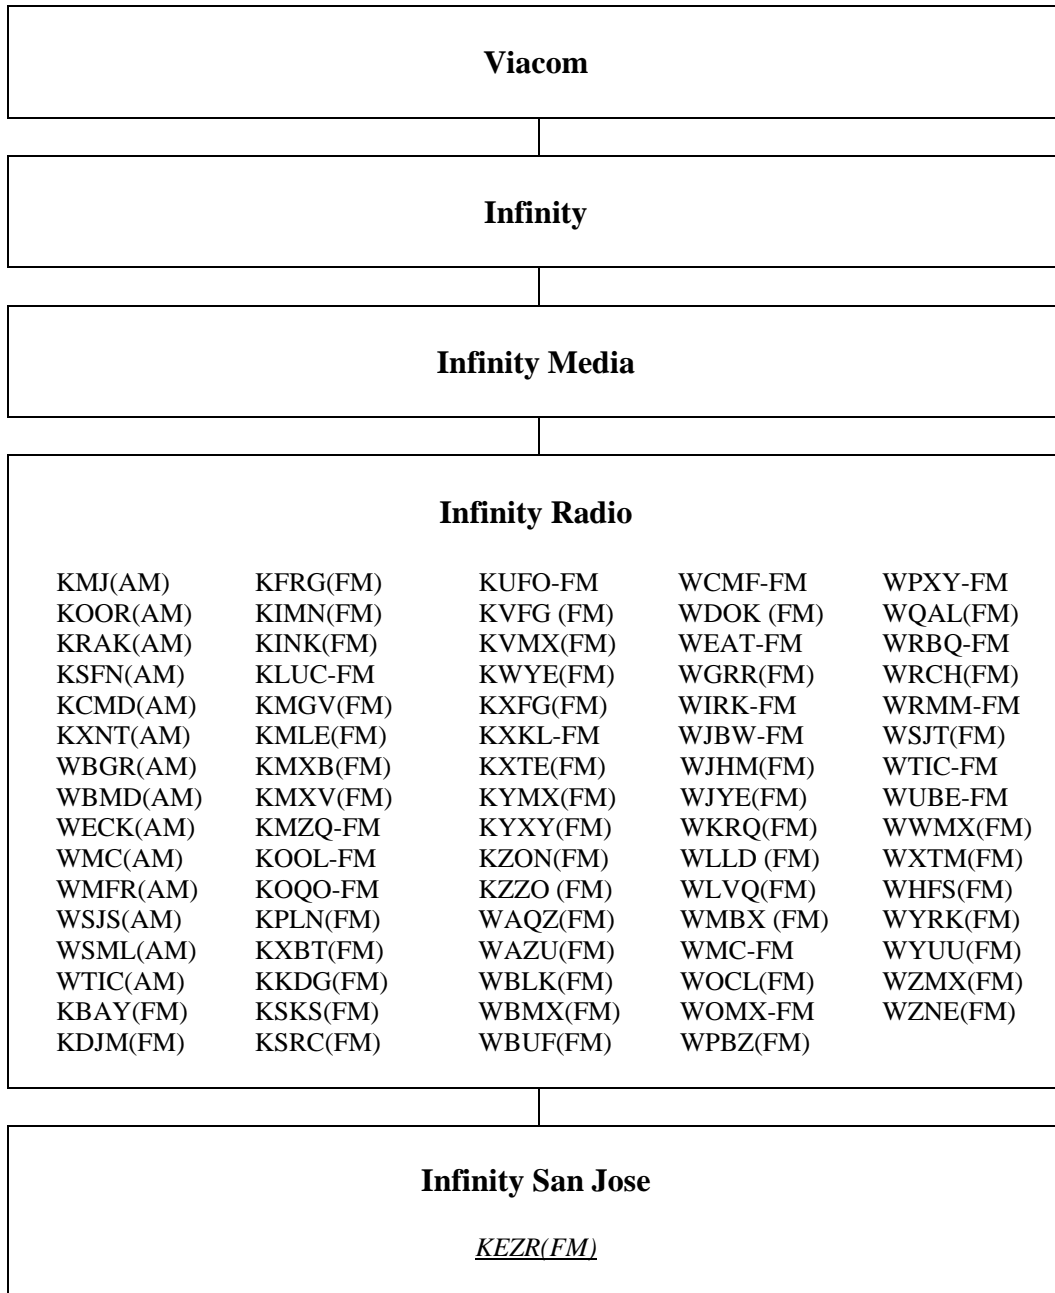 Viacom
Infinity
Infinity Media
Infinity Radio
KMJ(AM) KFRG(FM) KUFO-FM WCMF-FM WPXY-FM
KOOR(AM) KIMN(FM) KVFG (FM) WDOK (FM) WQAL(FM)
KRAK(AM) KINK(FM) KVMX(FM) WEAT-FM WRBQ-FM
KSFN(AM) KLUC-FM KWYE(FM) WGRR(FM) WRCH(FM)
KCMD(AM) KMGV(FM) KXFG(FM) WIRK-FM WRMM-FM
KXNT(AM) KMLE(FM) KXKL-FM WJBW-FM WSJT(FM)
WBGR(AM) KMXB(FM) KXTE(FM) WJHM(FM) WTIC-FM
WBMD(AM) KMXV(FM) KYMX(FM) WJYE(FM) WUBE-FM
WECK(AM) KMZQ-FM KYXY(FM) WKRQ(FM) WWMX(FM)
WMC(AM) KOOL-FM KZON(FM) WLLD (FM) WXTM(FM)
WMFR(AM) KOQO-FM KZZO (FM) WLVQ(FM) WHFS(FM)
WSJS(AM) KPLN(FM) WAQZ(FM) WMBX (FM) WYRK(FM)
WSML(AM) KXBT(FM) WAZU(FM) WMC-FM WYUU(FM)
WTIC(AM) KKDG(FM) WBLK(FM) WOCL(FM) WZMX(FM)
KBAY(FM) KSKS(FM) WBMX(FM) WOMX-FM WZNE(FM)
KDJM(FM) KSRC(FM) WBUF(FM) WPBZ(FM)
Infinity San Jose
KEZR(FM)